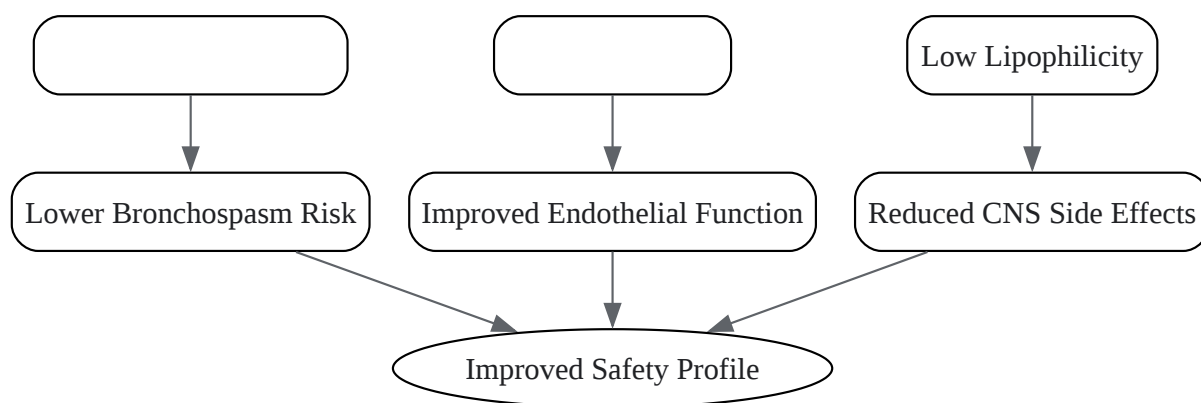 Low Lipophilicity
Lower Bronchospasm Risk
Improved Endothelial Function
Reduced CNS Side Effects
Improved Safety Profile